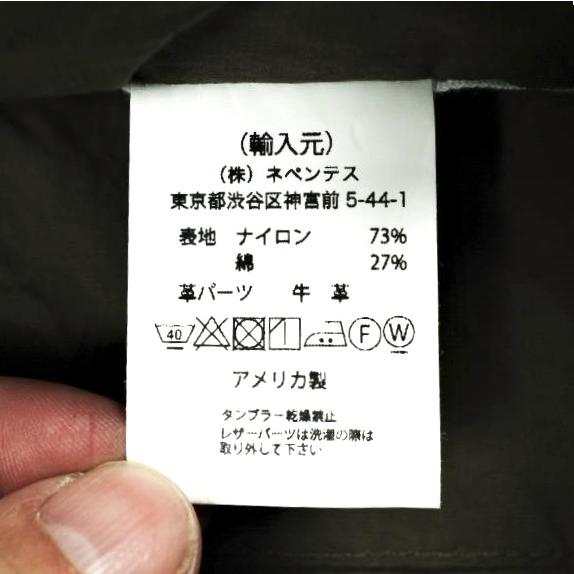 (輸入元)
(株) ネペンテス
東京都渋谷区神宮前 5-44-1
表地 ナイロン 73%
綿 27%
革パーツ 牛 革
40 F W
アメリカ製
タンブラー乾燥禁止
レザーパーツは洗濯の際は
取り外して下さい